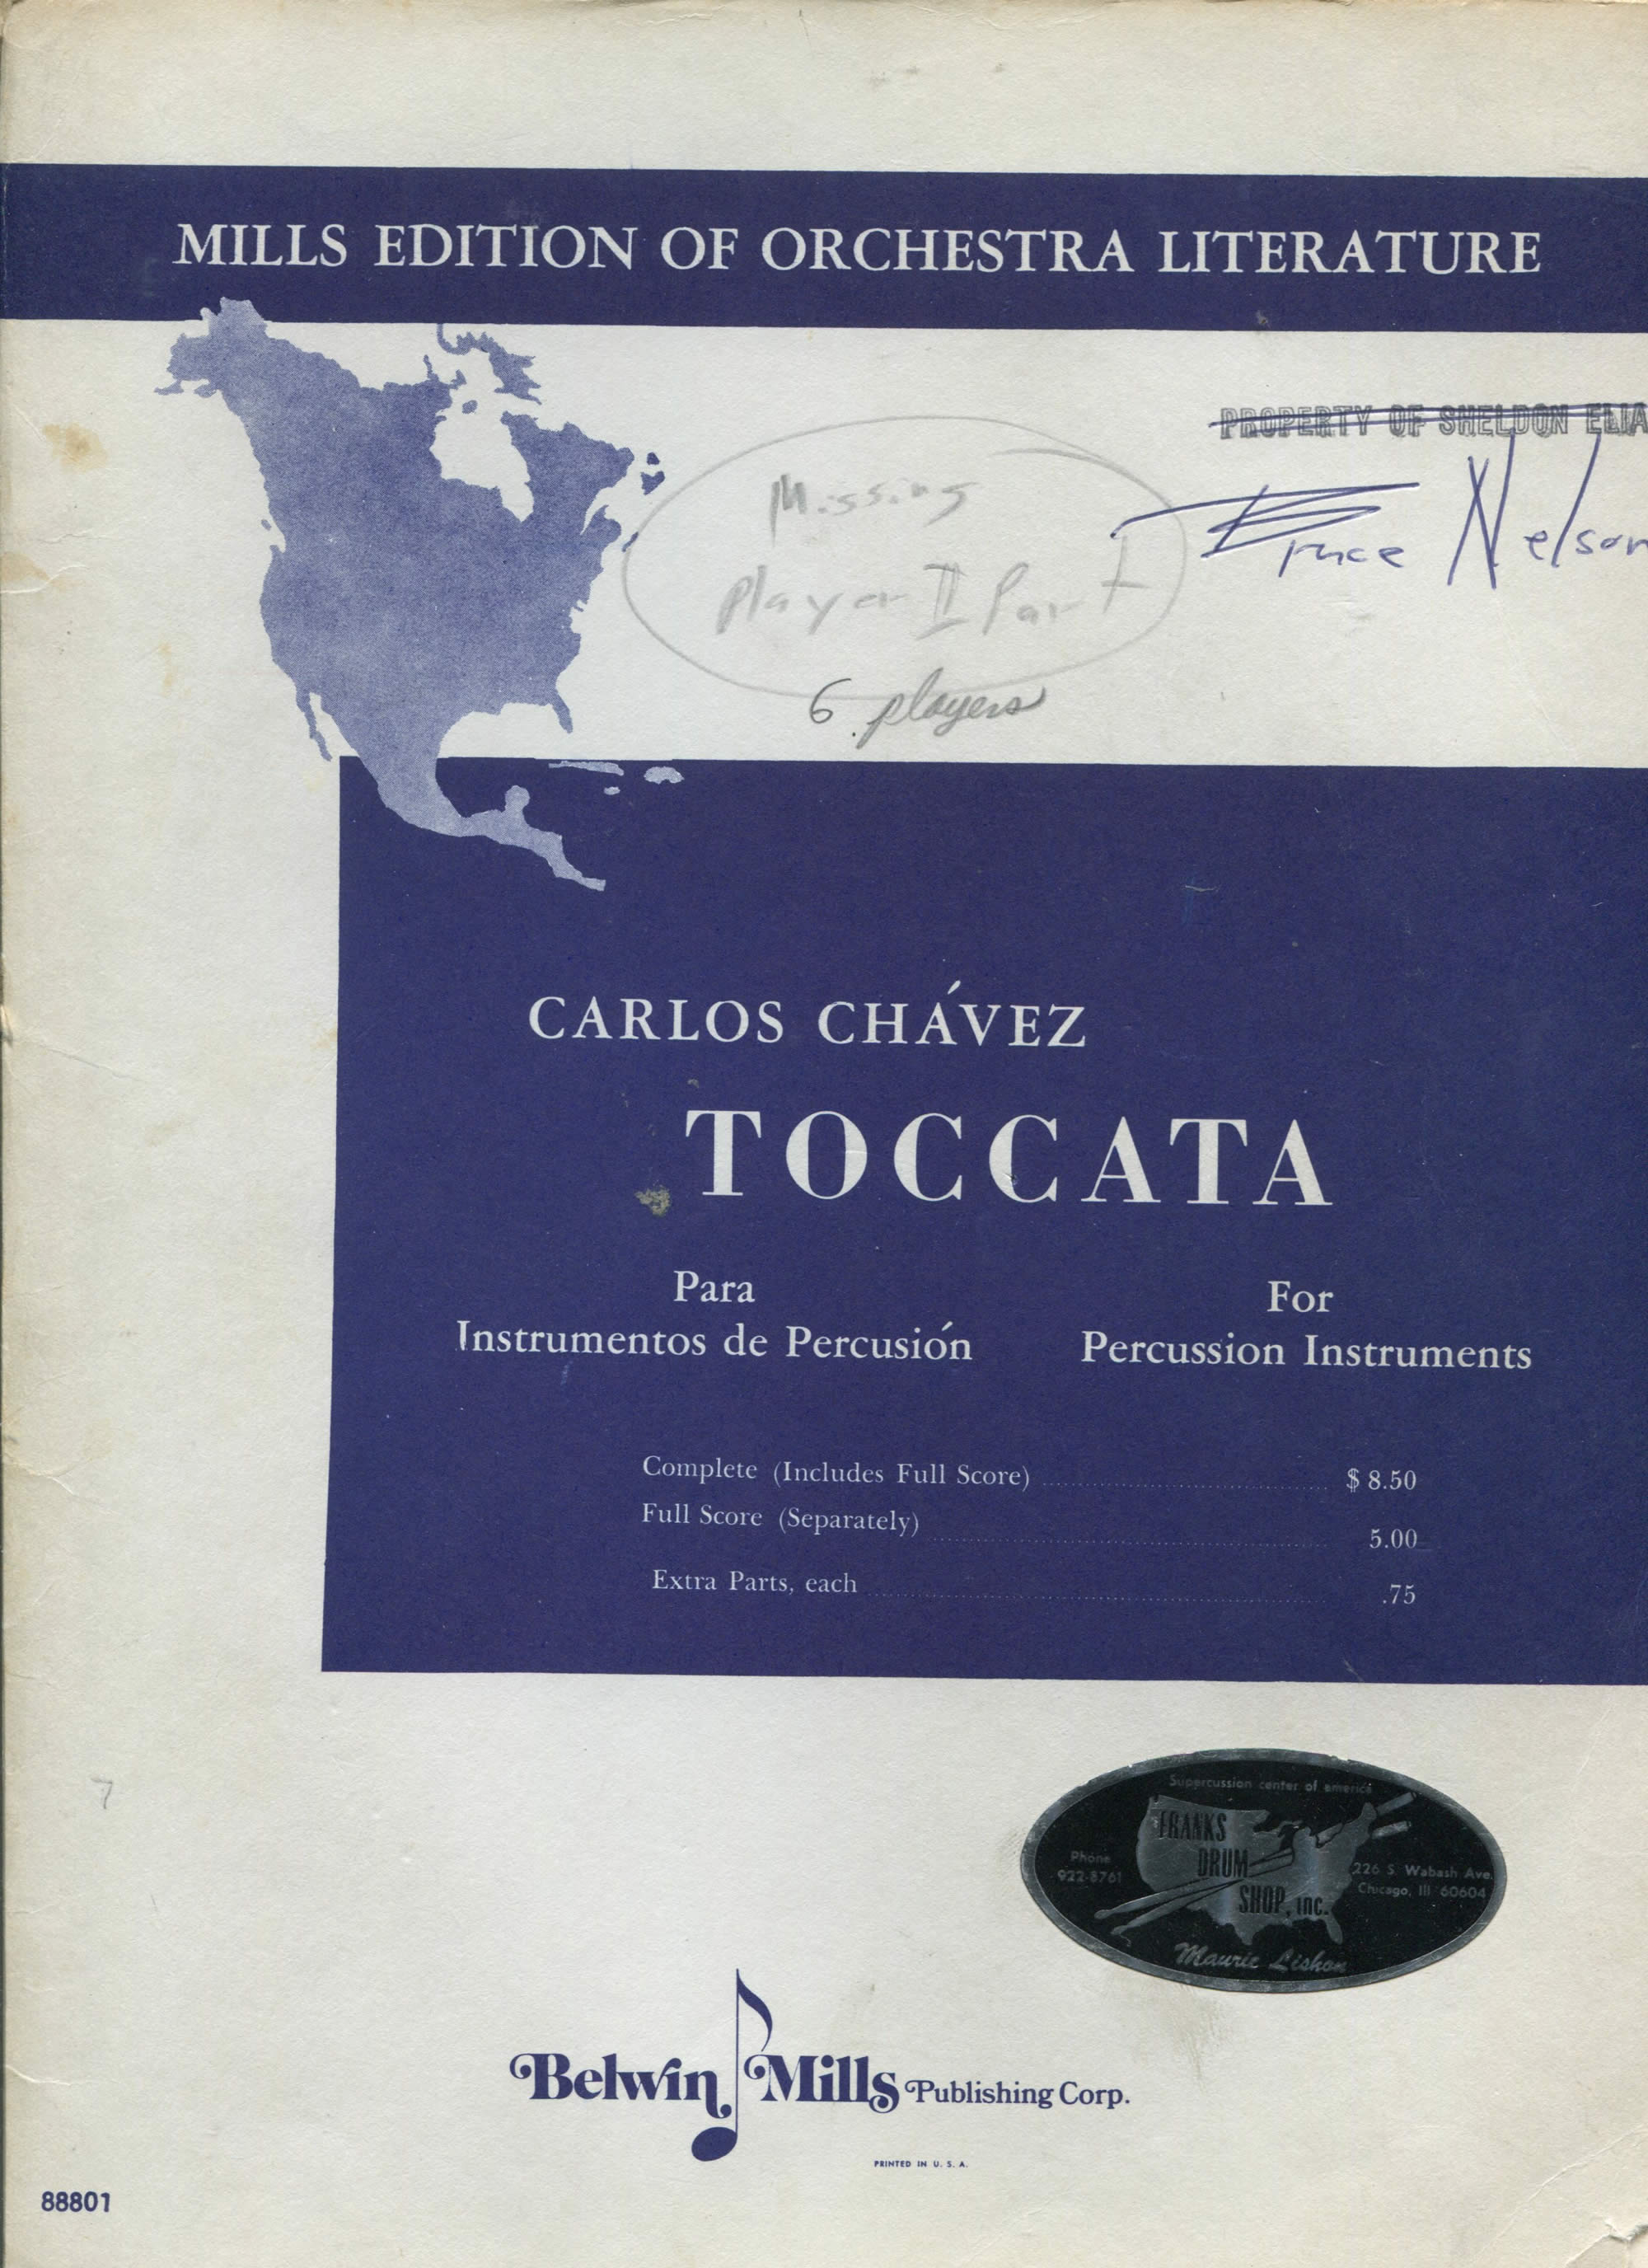 MILLS EDITION OF ORCHESTRA LITERATURE
PROPERTY OF SHELDON ELIA
Bruce Nelson
Missing
Player II Part
6 players
CARLOS CHÁVEZ
TOCCATA
Para
Instrumentos de Percusión
For
Percussion Instruments
Complete (Includes Full Score) $ 8.50
Full Score (Separately) 5.00
Extra Parts, each .75
7
Supercussion center of america
FRANKS
DRUM
SHOP, INC.
Phone
922-8761
226 S. Wabash Ave.
Chicago, Ill 60604
Maurie Lishon
Belwin Mills Publishing Corp.
PRINTED IN U. S. A.
88801